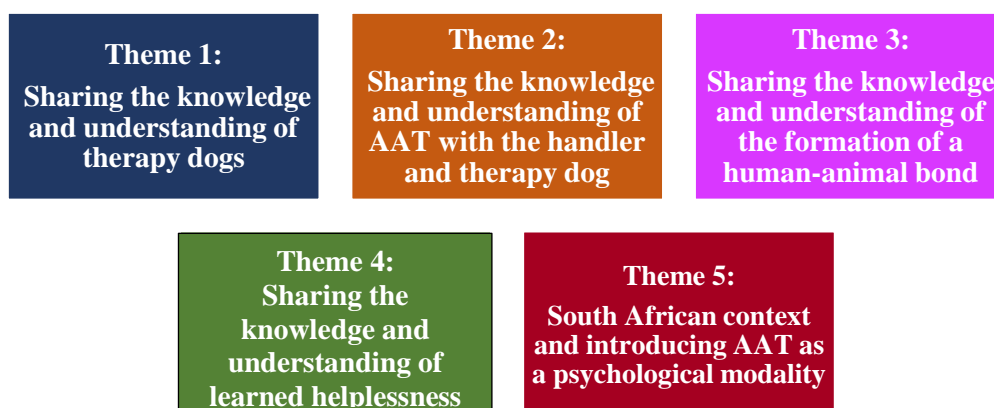 Theme 1:
Sharing the knowledge
and understanding of
therapy dogs
Theme 2:
Sharing the knowledge
and understanding of
AAT with the handler
and therapy dog
Theme 3:
Sharing the knowledge
and understanding of
the formation of a
human-animal bond
Theme 4:
Sharing the
knowledge and
understanding of
learned helplessness
Theme 5:
South African context
and introducing AAT as
a psychological modality